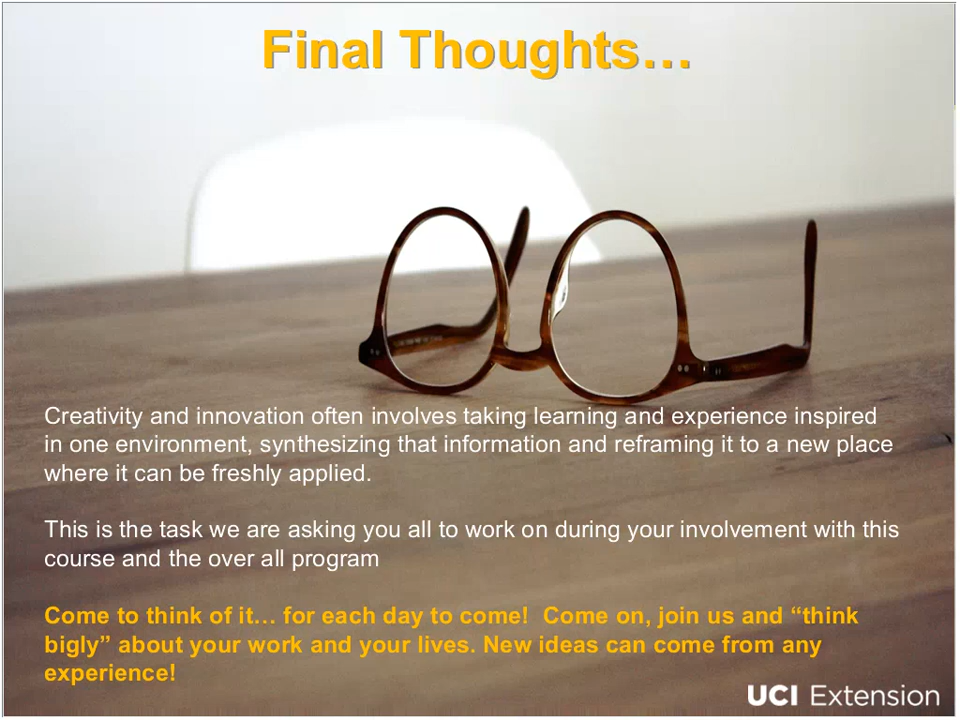 Final Thoughts…
Creativity and innovation often involves taking learning and experience inspired
in one environment, synthesizing that information and reframing it to a new place
where it can be freshly applied.
This is the task we are asking you all to work on during your involvement with this
course and the over all program
Come to think of it… for each day to come!  Come on, join us and “think
bigly” about your work and your lives. New ideas can come from any
experience!
UCI Extension